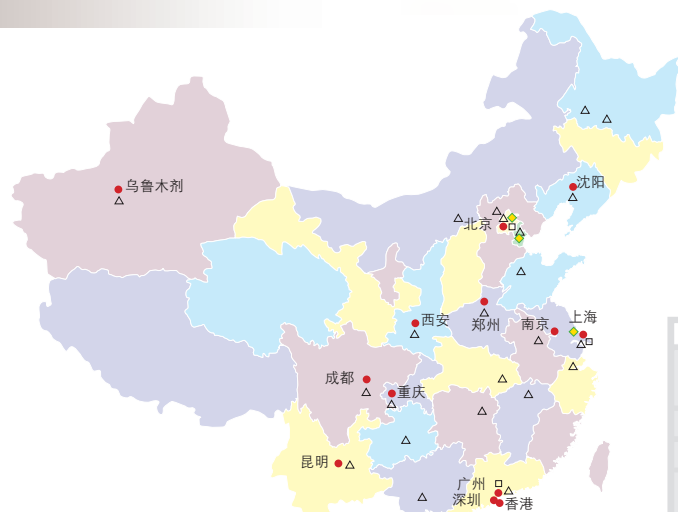 乌鲁木剂
沈阳
北京
西安
郑州
南京
上海
成都
重庆
昆明
广州
深圳
香港